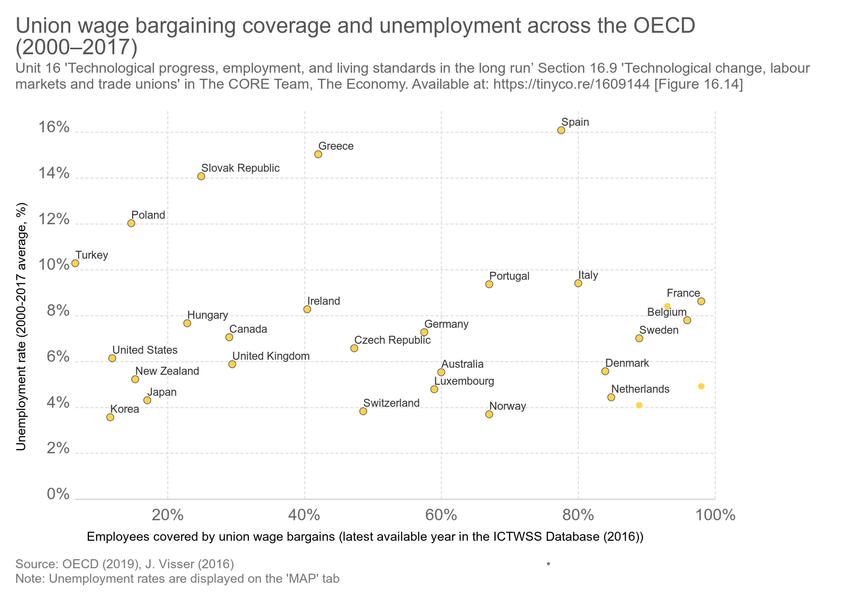 Union wage bargaining coverage and unemployment across the OECD
(2000–2017)
Unit 16 'Technological progress, employment, and living standards in the long run’ Section 16.9 'Technological change, labour
markets and trade unions' in The CORE Team, The Economy. Available at: https://tinyco.re/1609144 [Figure 16.14]
16%
Spain
Greece
14%
Slovak Republic
12%
Poland
Turkey
10%
Portugal
Italy
France
8%
Ireland
Belgium
Hungary
Canada
Germany
Sweden
Czech Republic
6%
United States
United Kingdom
Australia
Denmark
New Zealand
Luxembourg
Japan
Netherlands
4%
Korea
Switzerland
Norway
2%
0%
20%
40%
60%
80%
100%
Unemployment rate (2000-2017 average, %)
Employees covered by union wage bargains (latest available year in the ICTWSS Database (2016))
Source: OECD (2019), J. Visser (2016)
Note: Unemployment rates are displayed on the 'MAP' tab